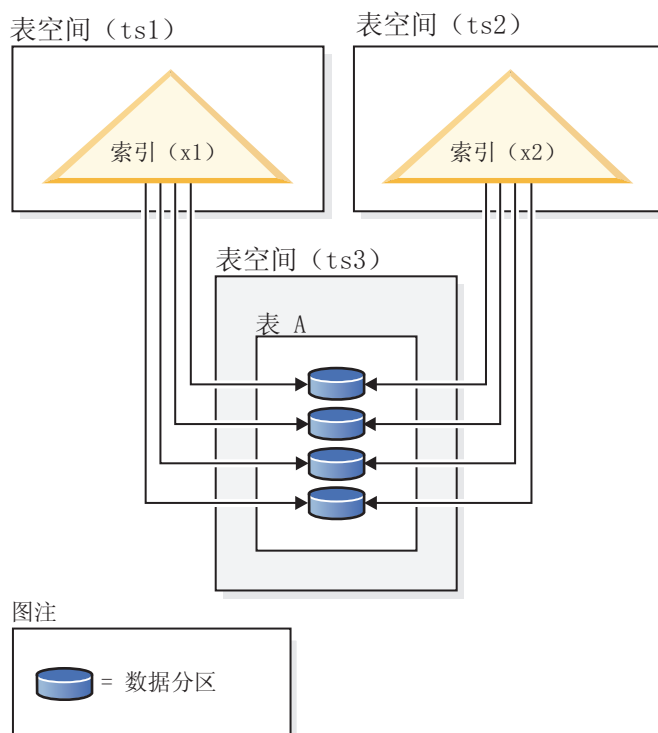 表空间（ts1）
表空间（ts2）
索引（x1）
索引（x2）
表空间（ts3）
表 A
图注
= 数据分区